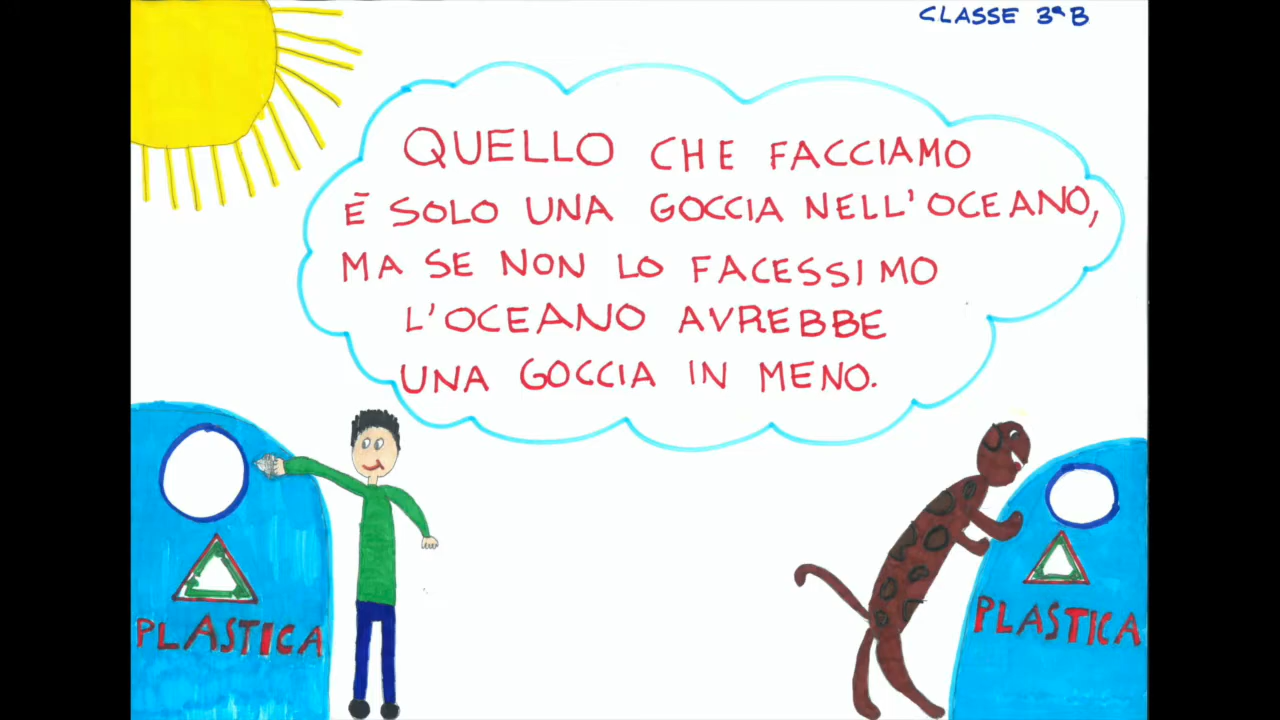 CLASSE 3ª B
QUELLO CHE FACCIAMO
È SOLO UNA GOCCIA NELL'OCEANO,
MA SE NON LO FACESSIMO
L'OCEANO AVREBBE
UNA GOCCIA IN MENO.
PLASTICA
PLASTICA